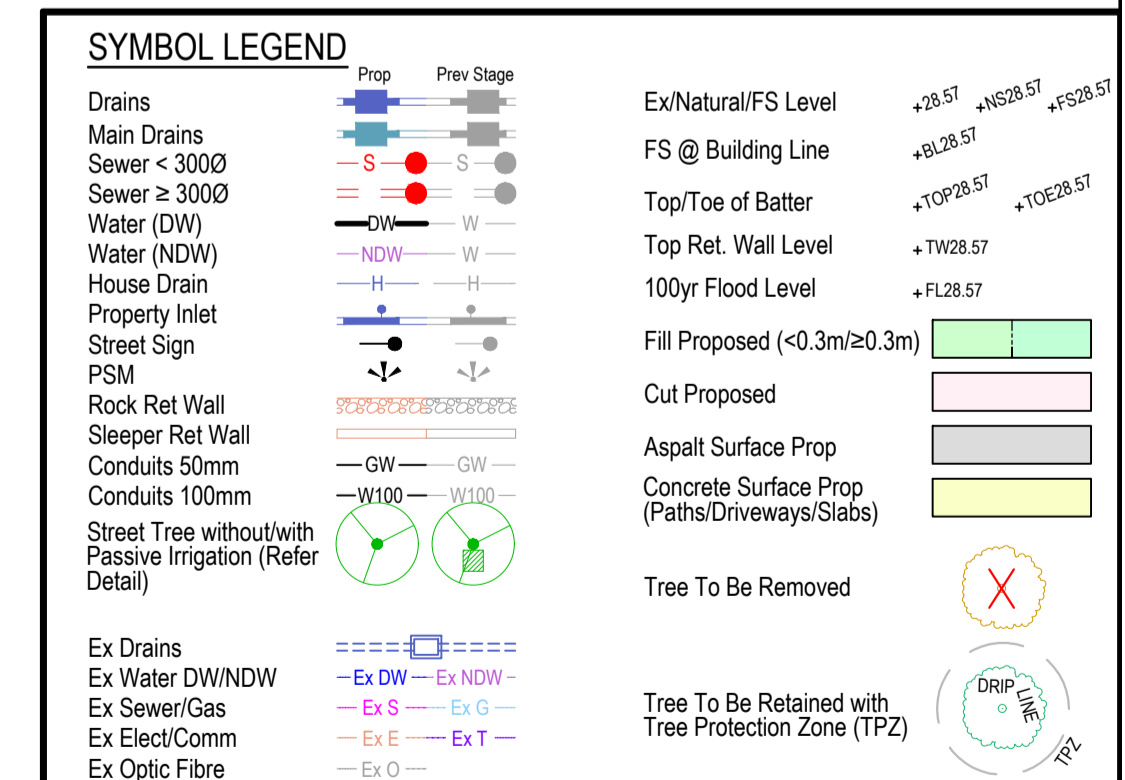 SYMBOL LEGEND
Prop Prev Stage
Drains
Main Drains
Sewer < 300Ø S S
Sewer ≥ 300Ø
Water (DW) DW W
Water (NDW) NDW W
House Drain H H
Property Inlet
Street Sign
PSM
Rock Ret Wall
Sleeper Ret Wall
Conduits 50mm GW GW
Conduits 100mm W100 W100
Street Tree without/with
Passive Irrigation (Refer
Detail)
Ex Drains
Ex Water DW/NDW Ex DW Ex NDW
Ex Sewer/Gas Ex S Ex G
Ex Elect/Comm Ex E Ex T
Ex Optic Fibre Ex O
Ex/Natural/FS Level +28.57 +NS28.57 +FS28.57
FS @ Building Line +BL28.57
Top/Toe of Batter +TOP28.57 +TOE28.57
Top Ret. Wall Level +TW28.57
100yr Flood Level +FL28.57
Fill Proposed (<0.3m/≥0.3m)
Cut Proposed
Aspalt Surface Prop
Concrete Surface Prop
(Paths/Driveways/Slabs)
Tree To Be Removed
Tree To Be Retained with
Tree Protection Zone (TPZ)
DRIP LINE
TPZ